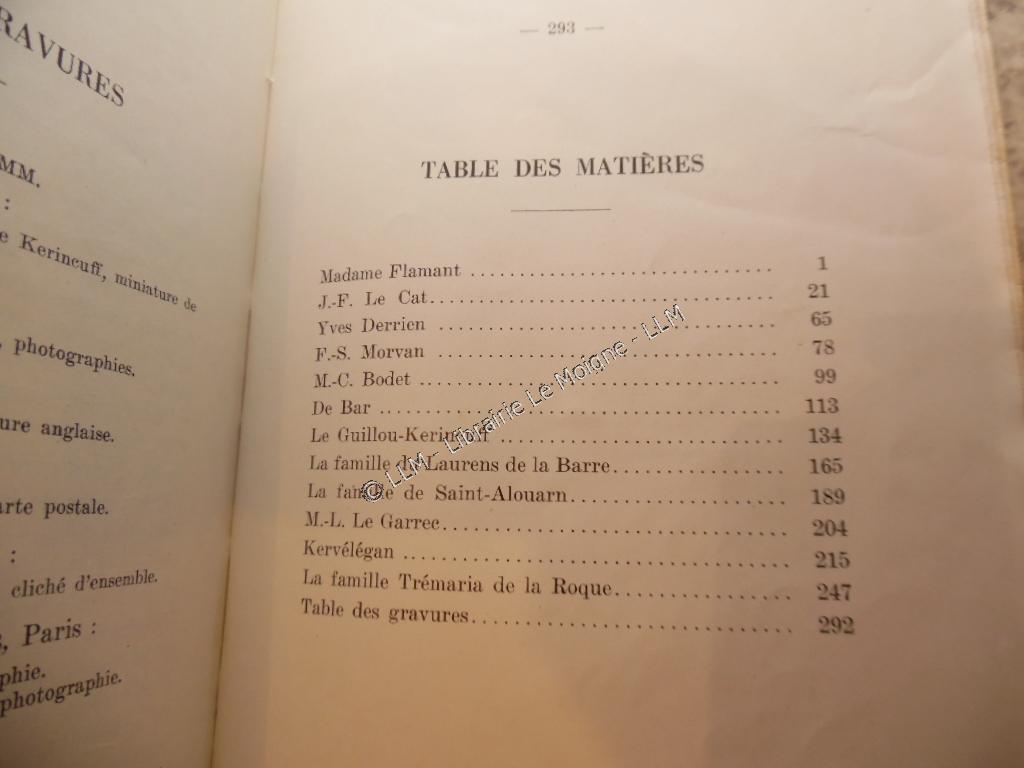 RAVURES
MM.
:
e Kerincuff, miniature de
, photographies.
ure anglaise.
rte postale.
:
cliché d'ensemble.
, Paris :
phie.
photographie.
— 293 —
TABLE DES MATIÈRES
Madame Flamant .............................. 1
J.-F. Le Cat.............................. 21
Yves Derrien .............................. 65
F.-S. Morvan .............................. 78
M.-C. Bodet .............................. 99
De Bar .............................. 113
Le Guillou-Kerincuff .............................. 134
La famille du Laurens de la Barre.................. 165
La famille de Saint-Alouarn........................ 189
M.-L. Le Garrec.............................. 204
Kervélégan .............................. 215
La famille Trémaria de la Roque.................. 247
Table des gravures.............................. 292
© LLM - Librairie Le Moigne - LLM